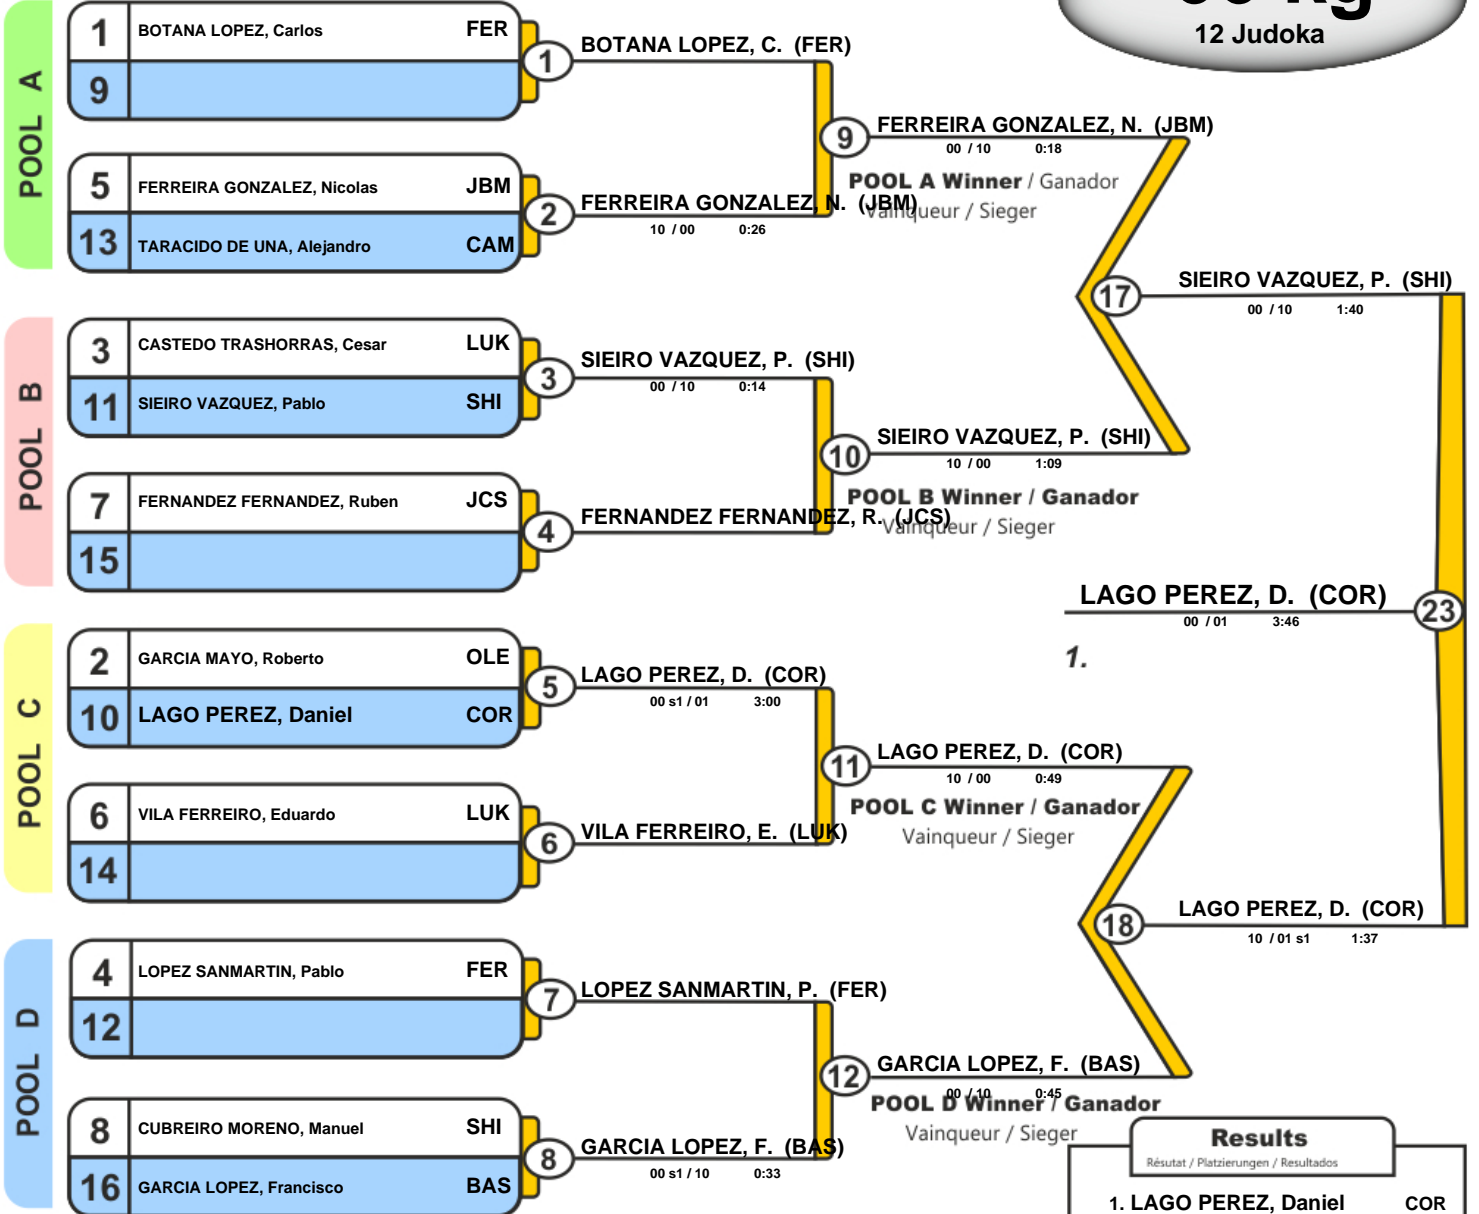 12 Judoka
POOL A
1 BOTANA LOPEZ, Carlos FER
9
1
BOTANA LOPEZ, C. (FER)
5 FERREIRA GONZALEZ, Nicolas JBM
13 TARACIDO DE UNA, Alejandro CAM
2
FERREIRA GONZALEZ, N. (JBM)
10 / 00 0:26
9
FERREIRA GONZALEZ, N. (JBM)
00 / 10 0:18
POOL A Winner / Ganador
Vainqueur / Sieger
POOL B
3 CASTEDO TRASHORRAS, Cesar LUK
11 SIEIRO VAZQUEZ, Pablo SHI
3
SIEIRO VAZQUEZ, P. (SHI)
00 / 10 0:14
7 FERNANDEZ FERNANDEZ, Ruben JCS
15
4
FERNANDEZ FERNANDEZ, R. (JCS)
10
SIEIRO VAZQUEZ, P. (SHI)
10 / 00 1:09
POOL B Winner / Ganador
Vainqueur / Sieger
17
SIEIRO VAZQUEZ, P. (SHI)
00 / 10 1:40
POOL C
2 GARCIA MAYO, Roberto OLE
10 LAGO PEREZ, Daniel COR
5
LAGO PEREZ, D. (COR)
00 s1 / 01 3:00
6 VILA FERREIRO, Eduardo LUK
14
6
VILA FERREIRO, E. (LUK)
11
LAGO PEREZ, D. (COR)
10 / 00 0:49
POOL C Winner / Ganador
Vainqueur / Sieger
POOL D
4 LOPEZ SANMARTIN, Pablo FER
12
7
LOPEZ SANMARTIN, P. (FER)
8 CUBREIRO MORENO, Manuel SHI
16 GARCIA LOPEZ, Francisco BAS
8
GARCIA LOPEZ, F. (BAS)
00 s1 / 10 0:33
12
GARCIA LOPEZ, F. (BAS)
00 / 10 0:45
POOL D Winner / Ganador
Vainqueur / Sieger
18
LAGO PEREZ, D. (COR)
10 / 01 s1 1:37
23
LAGO PEREZ, D. (COR)
00 / 01 3:46
1.
Results
Résutat / Platzierungen / Resultados
1. LAGO PEREZ, Daniel COR